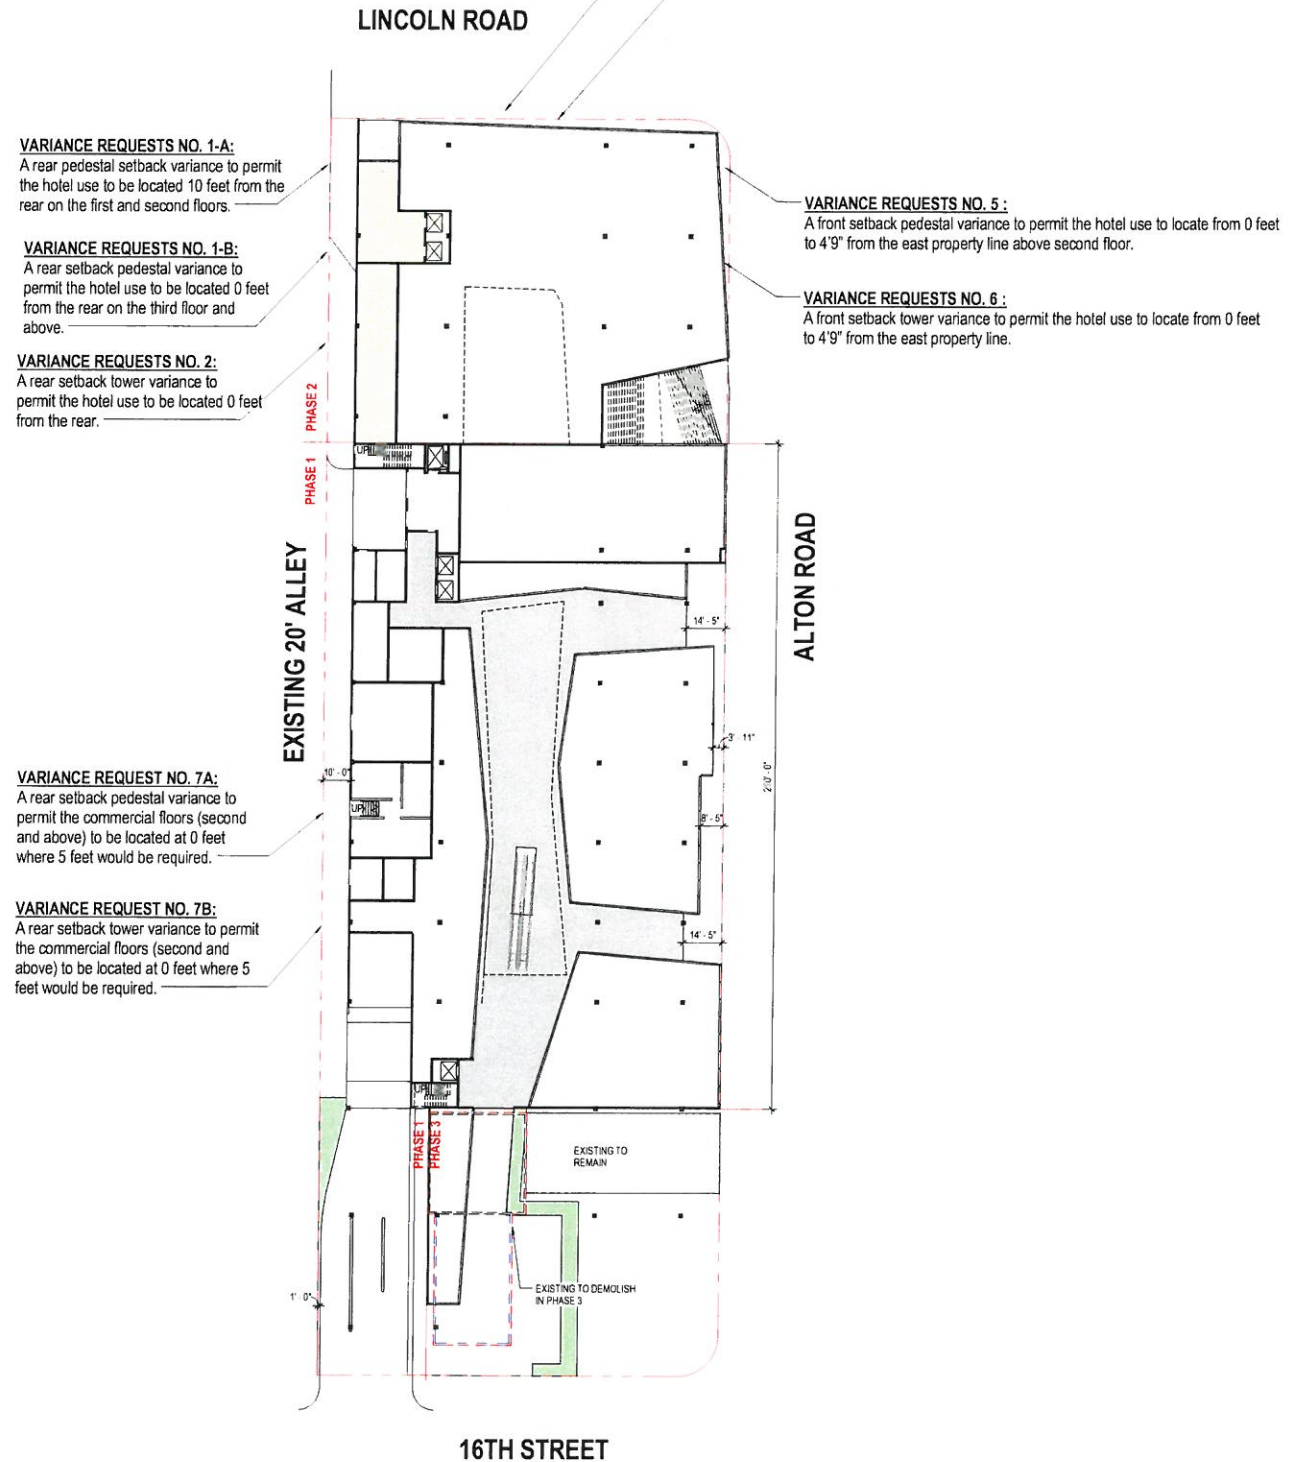 LINCOLN ROAD
VARIANCE REQUESTS NO. 1-A:
A rear pedestal setback variance to permit
the hotel use to be located 10 feet from the
rear on the first and second floors.
VARIANCE REQUESTS NO. 1-B:
A rear setback pedestal variance to
permit the hotel use to be located 0 feet
from the rear on the third floor and
above.
VARIANCE REQUESTS NO. 2:
A rear setback tower variance to
permit the hotel use to be located 0 feet
from the rear.
VARIANCE REQUESTS NO. 5 :
A front setback pedestal variance to permit the hotel use to locate from 0 feet
to 4'9" from the east property line above second floor.
VARIANCE REQUESTS NO. 6 :
A front setback tower variance to permit the hotel use to locate from 0 feet
to 4'9" from the east property line.
PHASE 2
PHASE 1
UP
EXISTING 20' ALLEY
ALTON ROAD
14' - 5"
3' - 11"
10' - 0"
8' - 5"
UP
VARIANCE REQUEST NO. 7A:
A rear setback pedestal variance to
permit the commercial floors (second
and above) to be located at 0 feet
where 5 feet would be required.
VARIANCE REQUEST NO. 7B:
A rear setback tower variance to permit
the commercial floors (second and
above) to be located at 0 feet where 5
feet would be required.
14' - 5"
UP
PHASE 1
PHASE 3
EXISTING TO
REMAIN
EXISTING TO DEMOLISH
IN PHASE 3
1' - 0"
16TH STREET